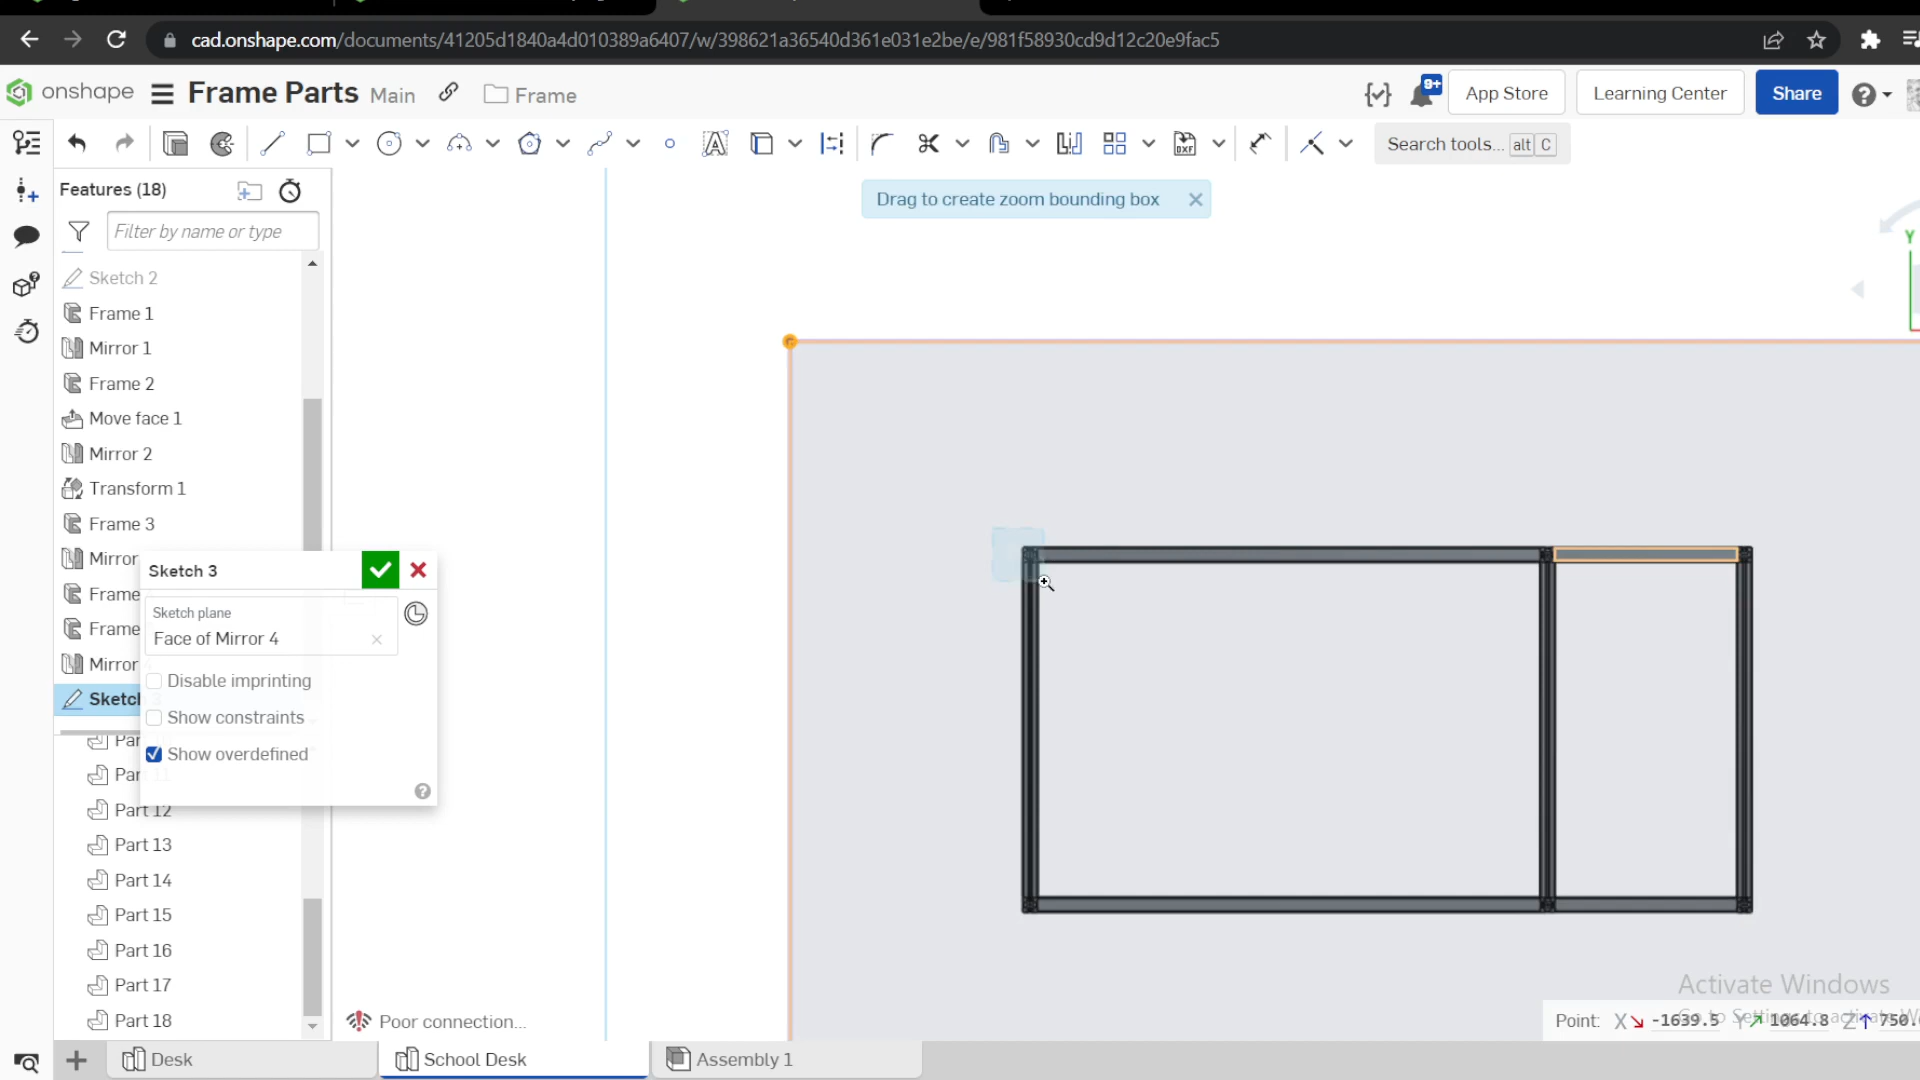 cad.onshape.com/documents/41205d1840a4d010389a6407/w/398621a36540d361e031e2be/e/981f58930cd9d12c20e9fac5
onshape Frame Parts Main Frame
9+ App Store Learning Center Share
Search tools... alt C
Features (18)
Filter by name or type
Drag to create zoom bounding box
Y
Sketch 2
Frame 1
Mirror 1
Frame 2
Move face 1
Mirror 2
Transform 1
Frame 3
Mirror
Frame
Frame
Mirror
Sketch
Sketch 3
Sketch plane
Face of Mirror 4
Disable imprinting
Show constraints
Show overdefined
Part 12
Part 13
Part 14
Part 15
Part 16
Part 17
Part 18
Poor connection...
Activate Windows
Point: X -1639.5 Y 1064.8 Z 750.
Desk
School Desk
Assembly 1